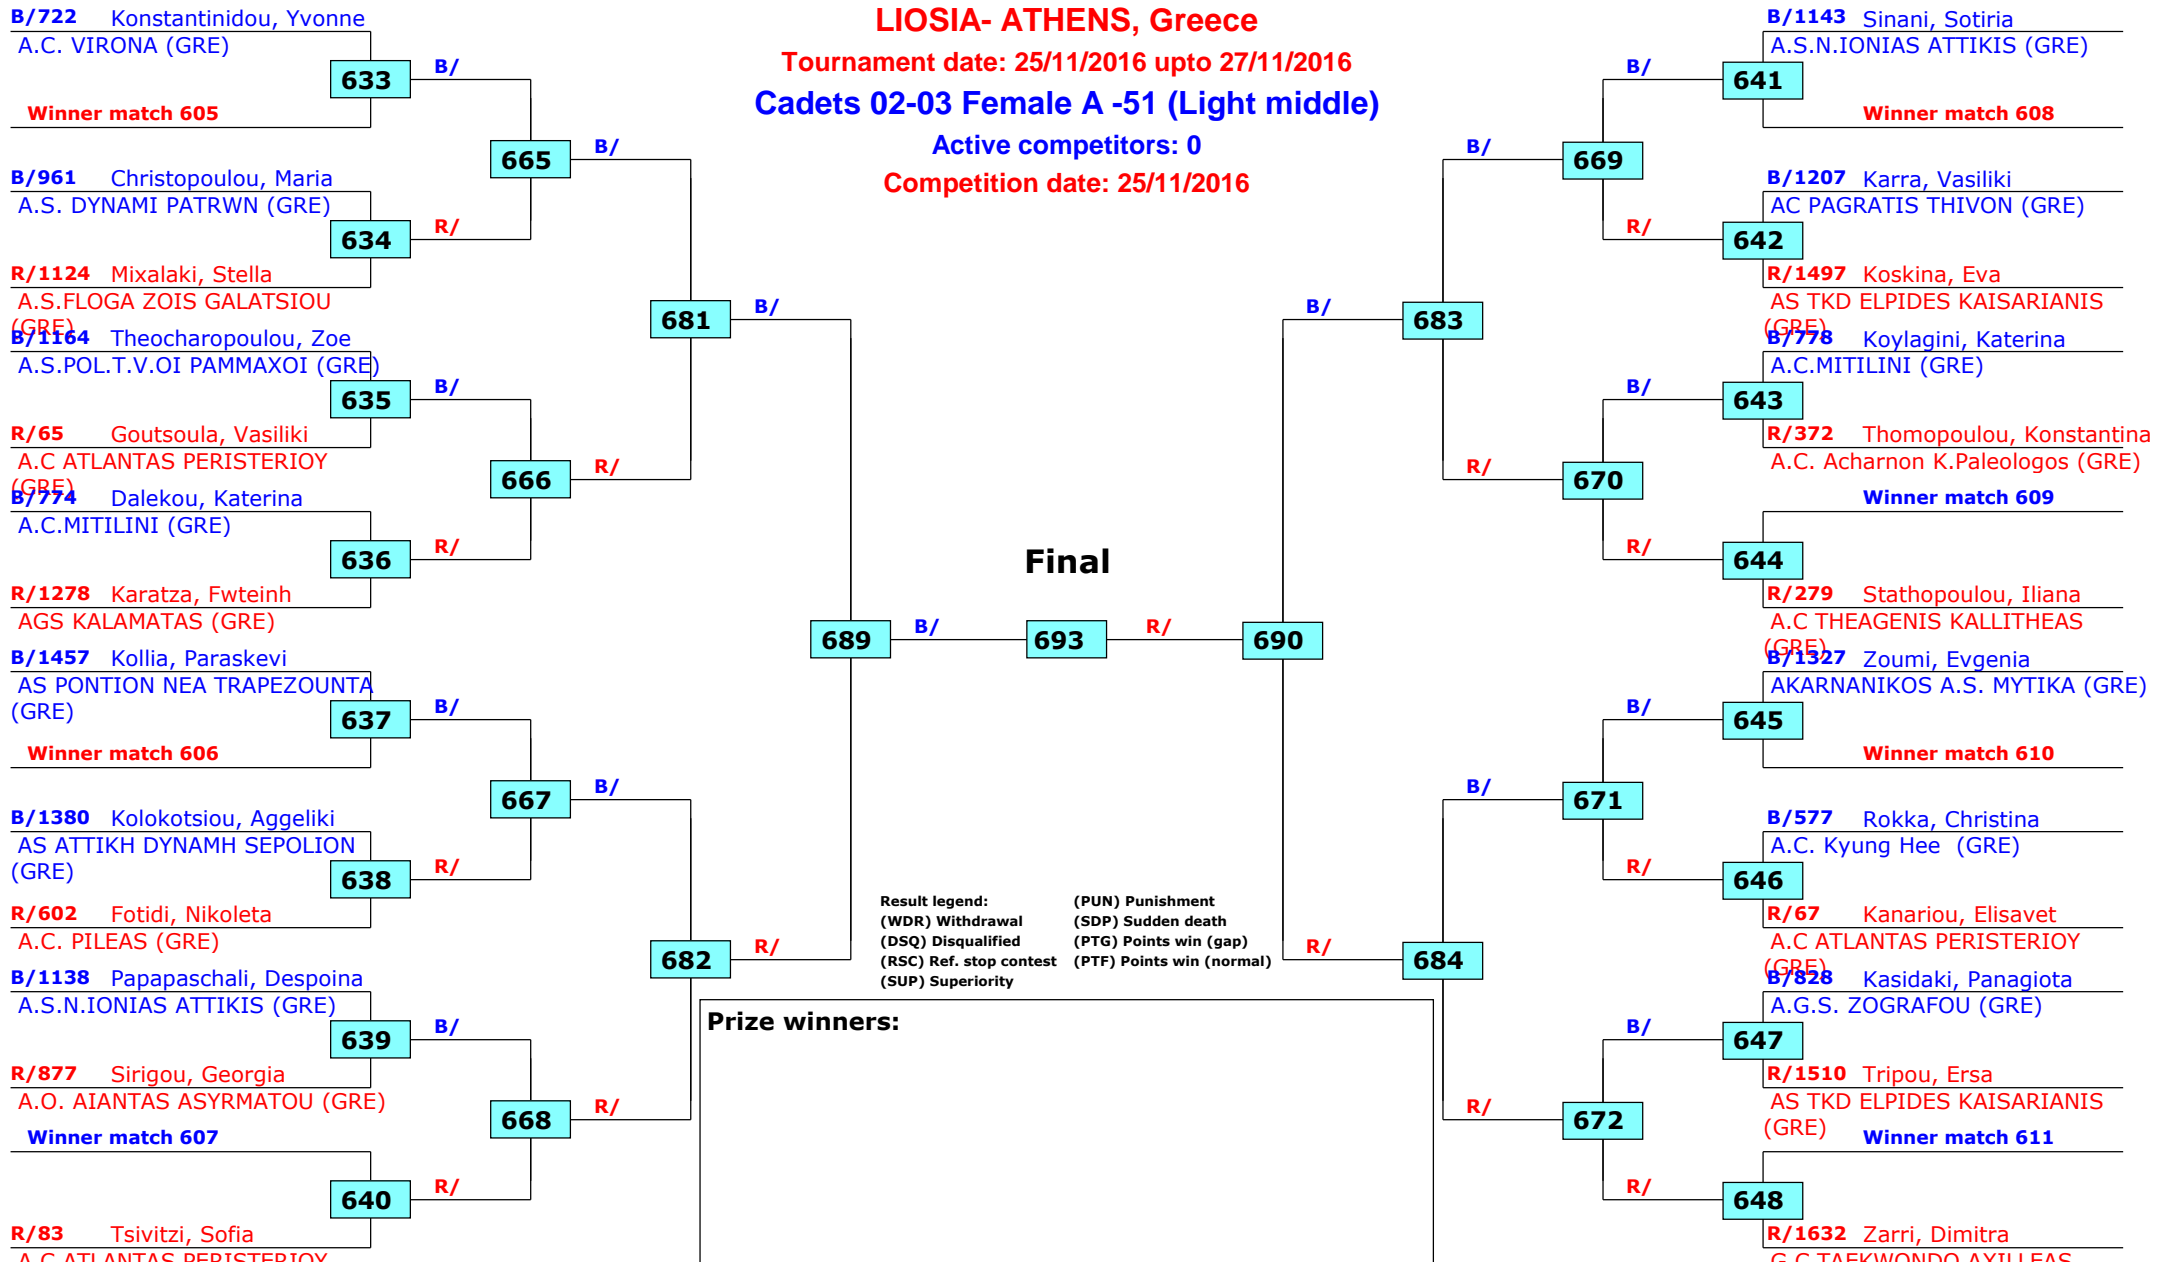 LIOSIA- ATHENS, Greece
Tournament date: 25/11/2016 upto 27/11/2016
Cadets 02-03 Female A -51 (Light middle)
Active competitors: 0
Competition date: 25/11/2016
B/722 Konstantinidou, Yvonne
A.C. VIRONA (GRE)
633
B/
Winner match 605
665
B/
B/961 Christopoulou, Maria
A.S. DYNAMI PATRWN (GRE)
634
R/
R/1124 Mixalaki, Stella
A.S.FLOGA ZOIS GALATSIOU
(GRE)
681
B/
B/1164 Theocharopoulou, Zoe
A.S.POL.T.V.OI PAMMAXOI (GRE)
635
B/
R/65 Goutsoula, Vasiliki
A.C ATLANTAS PERISTERIOY
(GRE)
666
R/
B/774 Dalekou, Katerina
A.C.MITILINI (GRE)
636
R/
R/1278 Karatza, Fwteinh
AGS KALAMATAS (GRE)
689
B/
B/1457 Kollia, Paraskevi
AS PONTION NEA TRAPEZOUNTA
(GRE)
637
B/
Winner match 606
667
B/
B/1380 Kolokotsiou, Aggeliki
AS ATTIKH DYNAMH SEPOLION
(GRE)
638
R/
R/602 Fotidi, Nikoleta
A.C. PILEAS (GRE)
682
R/
B/1138 Papapaschali, Despoina
A.S.N.IONIAS ATTIKIS (GRE)
639
B/
R/877 Sirigou, Georgia
A.O. AIANTAS ASYRMATOU (GRE)
668
R/
Winner match 607
640
R/
R/83 Tsivitzi, Sofia
A.C ATLANTAS PERISTERIOY
Final
693
R/
690
Result legend:
(WDR) Withdrawal
(DSQ) Disqualified
(RSC) Ref. stop contest
(SUP) Superiority
(PUN) Punishment
(SDP) Sudden death
(PTG) Points win (gap)
(PTF) Points win (normal)
Prize winners:
B/1143 Sinani, Sotiria
A.S.N.IONIAS ATTIKIS (GRE)
B/
641
Winner match 608
B/
669
B/1207 Karra, Vasiliki
AC PAGRATIS THIVON (GRE)
R/
642
R/1497 Koskina, Eva
AS TKD ELPIDES KAISARIANIS
(GRE)
B/
683
B/778 Koylagini, Katerina
A.C.MITILINI (GRE)
B/
643
R/372 Thomopoulou, Konstantina
A.C. Acharnon K.Paleologos (GRE)
R/
670
Winner match 609
R/
644
R/279 Stathopoulou, Iliana
A.C THEAGENIS KALLITHEAS
(GRE)
B/1327 Zoumi, Evgenia
AKARNANIKOS A.S. MYTIKA (GRE)
B/
645
Winner match 610
B/
671
B/577 Rokka, Christina
A.C. Kyung Hee (GRE)
R/
646
R/67 Kanariou, Elisavet
A.C ATLANTAS PERISTERIOY
(GRE)
R/
684
B/828 Kasidaki, Panagiota
A.G.S. ZOGRAFOU (GRE)
B/
647
R/1510 Tripou, Ersa
AS TKD ELPIDES KAISARIANIS
(GRE)
R/
672
Winner match 611
R/
648
R/1632 Zarri, Dimitra
G.C TAEKWONDO AXILLEAS